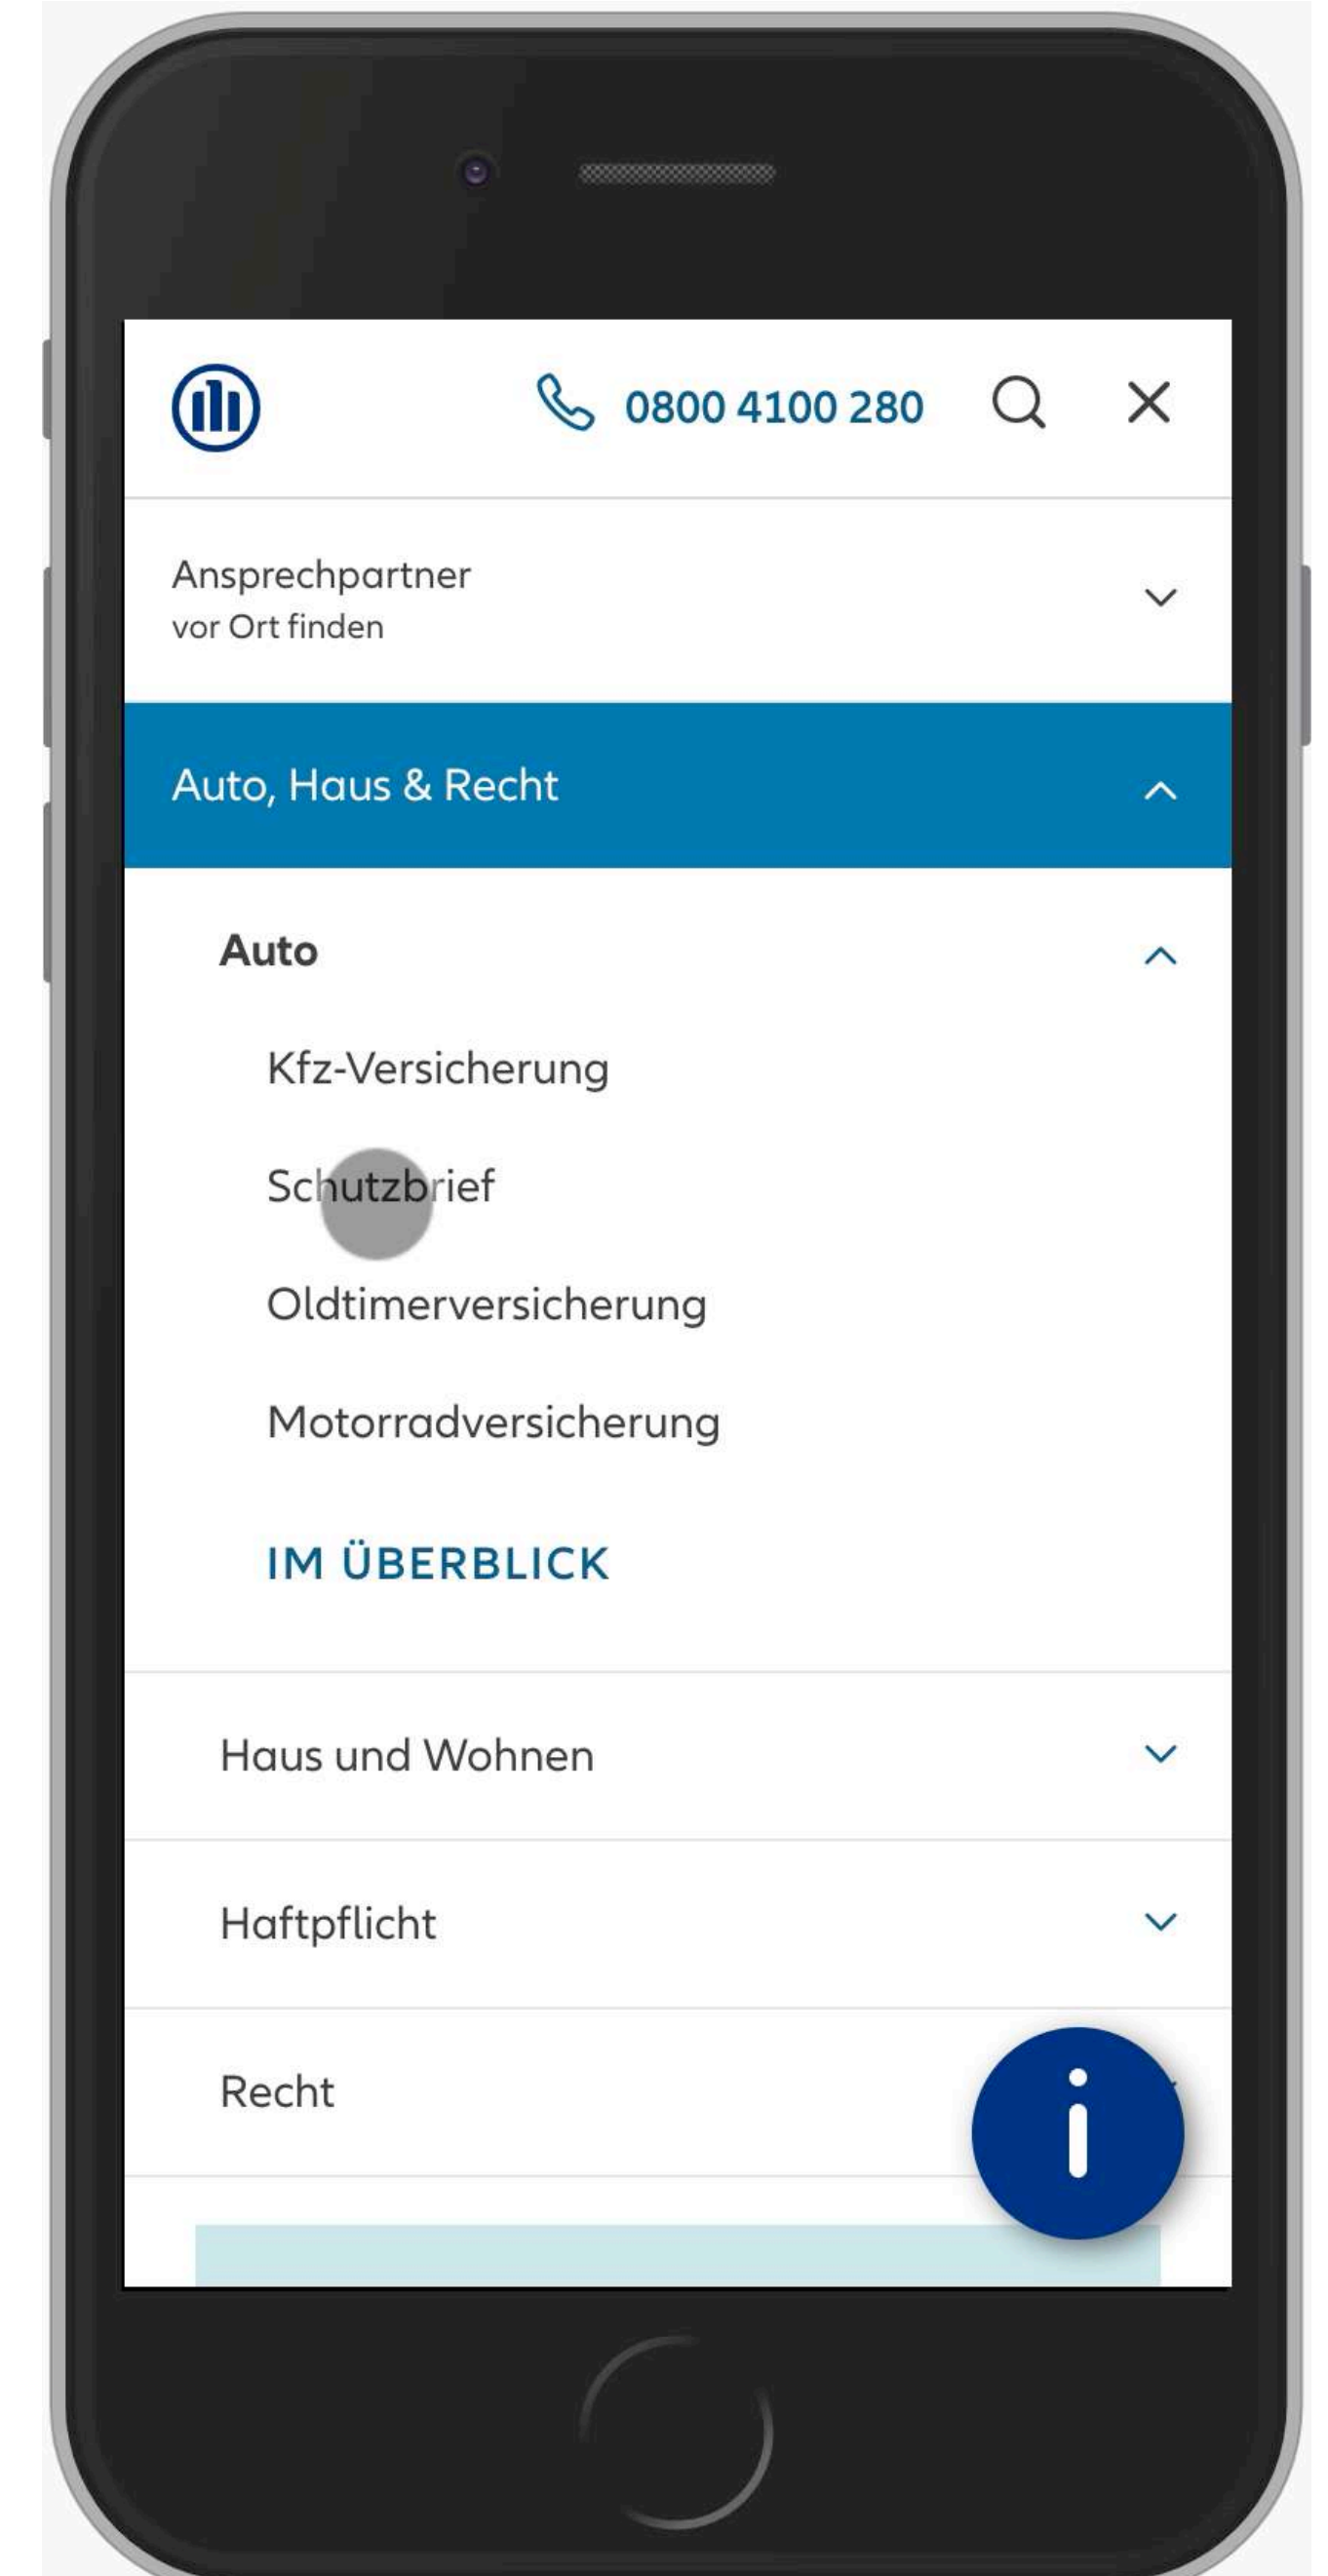 0800 4100 280
Ansprechpartner
vor Ort finden
Auto, Haus & Recht
Auto
Kfz-Versicherung
Schutzbrief
Oldtimerversicherung
Motorradversicherung
IM ÜBERBLICK
Haus und Wohnen
Haftpflicht
Recht